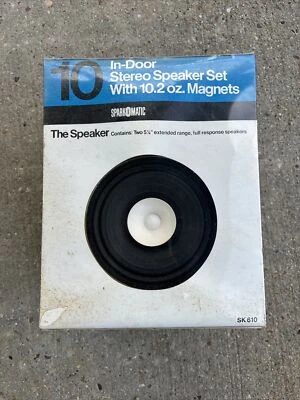 10
In-Door
Stereo Speaker Set
With 10.2 oz. Magnets
SPARKOMATIC
The Speaker Contains: Two 5¼" extended range, full response speakers
SK 610